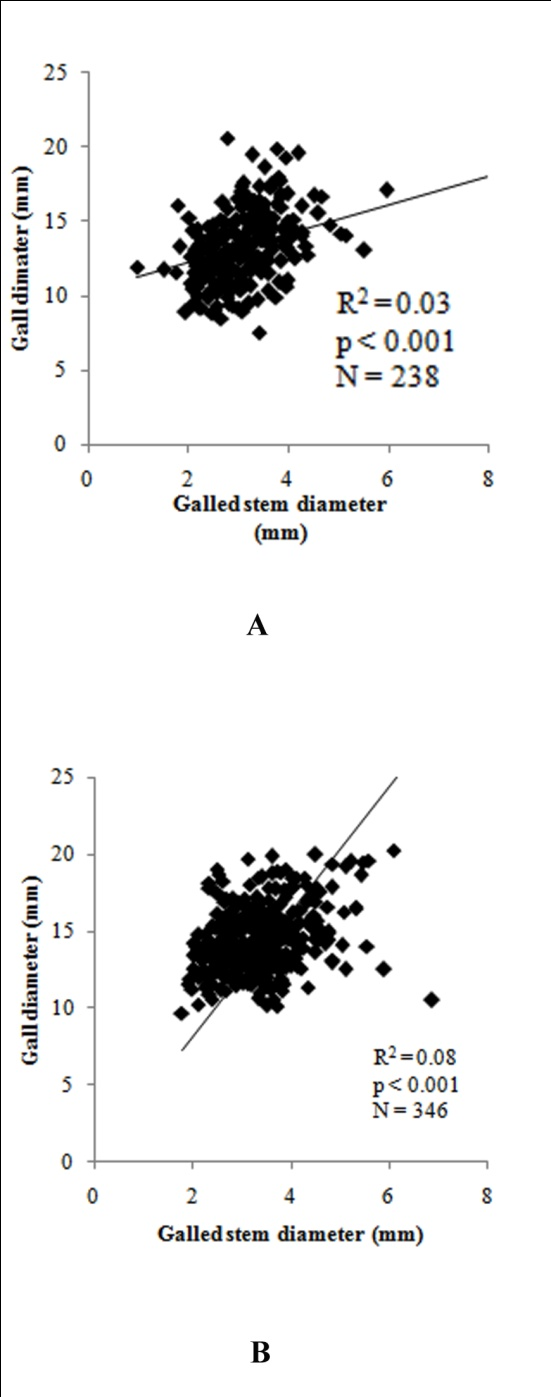 25
20
15
10
5
0
Gall dimater (mm)
R² = 0.03
p < 0.001
N = 238
0 2 4 6 8
Galled stem diameter
(mm)
A
25
20
15
10
5
0
Gall diameter (mm)
R² = 0.08
p < 0.001
N = 346
0 2 4 6 8
Galled stem diameter (mm)
B